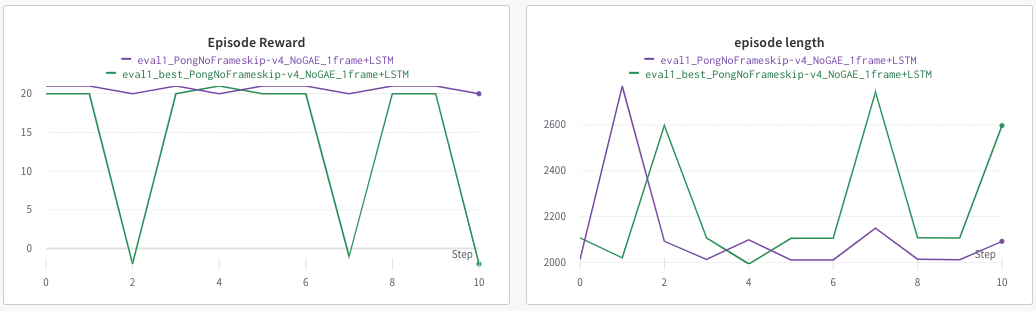 Episode Reward
eval1_PongNoFrameskip-v4_NoGAE_1frame+LSTM
eval1_best_PongNoFrameskip-v4_NoGAE_1frame+LSTM
20
15
10
5
0
Step
0 2 4 6 8 10
episode length
eval1_PongNoFrameskip-v4_NoGAE_1frame+LSTM
eval1_best_PongNoFrameskip-v4_NoGAE_1frame+LSTM
2600
2400
2200
2000
Step
0 2 4 6 8 10